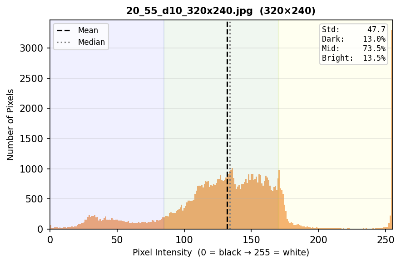 20_55_d10_320x240.jpg  (320×240)
Mean
Median
Std: 47.7
Dark: 13.0%
Mid: 73.5%
Bright: 13.5%
Number of Pixels
3000
2500
2000
1500
1000
500
0
0 50 100 150 200 250
Pixel Intensity  (0 = black → 255 = white)